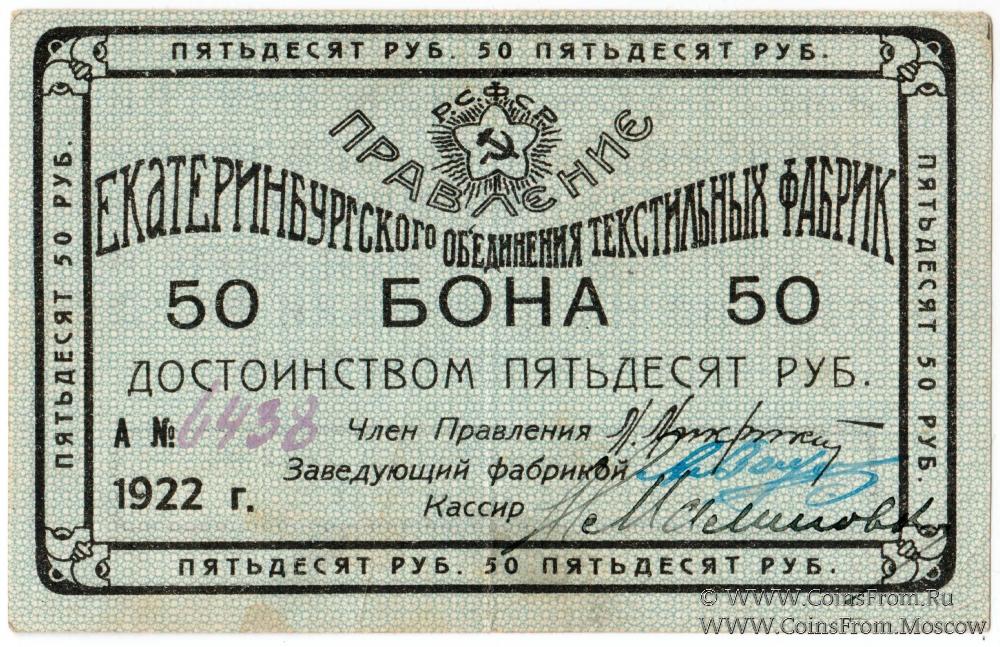 ПЯТЬДЕСЯТ РУБ. 50 ПЯТЬДЕСЯТ РУБ.
ПЯТЬДЕСЯТ 50 РУБ.
Р.С.Ф.С.Р.
ПРАВЛЕНИЕ
ЕКАТЕРИНБУРГСКОГО ОБ'ЕДИНЕНИЯ ТЕКСТИЛЬНЫХ ФАБРИК
50 БОНА 50
ДОСТОИНСТВОМ ПЯТЬДЕСЯТ РУБ.
А № 6438
Член Правления
Заведующий фабрикой
1922 г.
Кассир
ПЯТЬДЕСЯТ 50 РУБ.
ПЯТЬДЕСЯТ РУБ. 50 ПЯТЬДЕСЯТ РУБ.
© WWW.CoinsFrom.Ru
WWW.CoinsFrom.Moscow